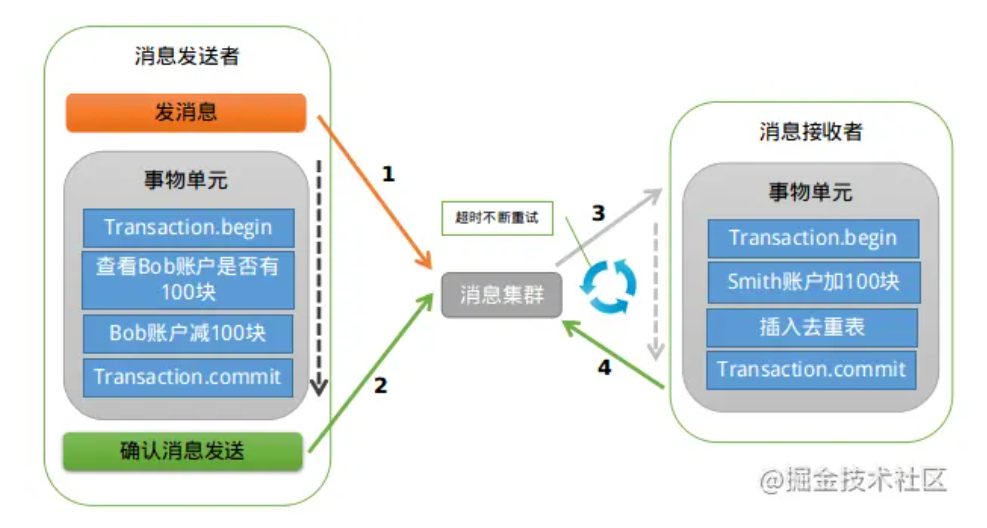 消息发送者
发消息
事物单元
Transaction.begin
查看Bob账户是否有
100块
Bob账户减100块
Transaction.commit
确认消息发送
1
2
超时不断重试
消息集群
3
4
消息接收者
事物单元
Transaction.begin
Smith账户加100块
插入去重表
Transaction.commit
@掘金技术社区